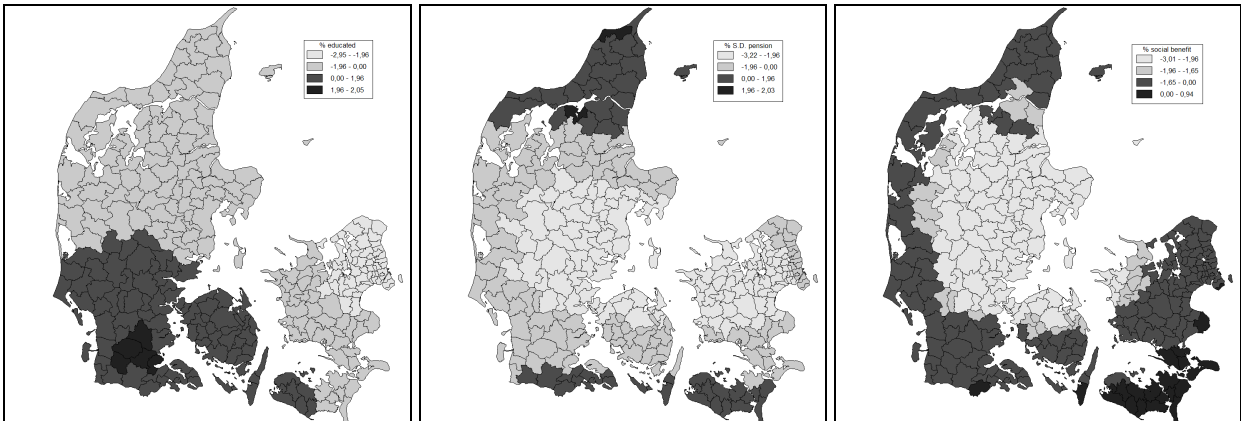 % educated
-2,95 - -1,96
-1,96 - 0,00
0,00 - 1,96
1,96 - 2,05
% S.D. pension
-3,22 - -1,96
-1,96 - 0,00
0,00 - 1,96
1,96 - 2,03
% social benefit
-3,01 - -1,96
-1,96 - -1,65
-1,65 - 0,00
0,00 - 0,94